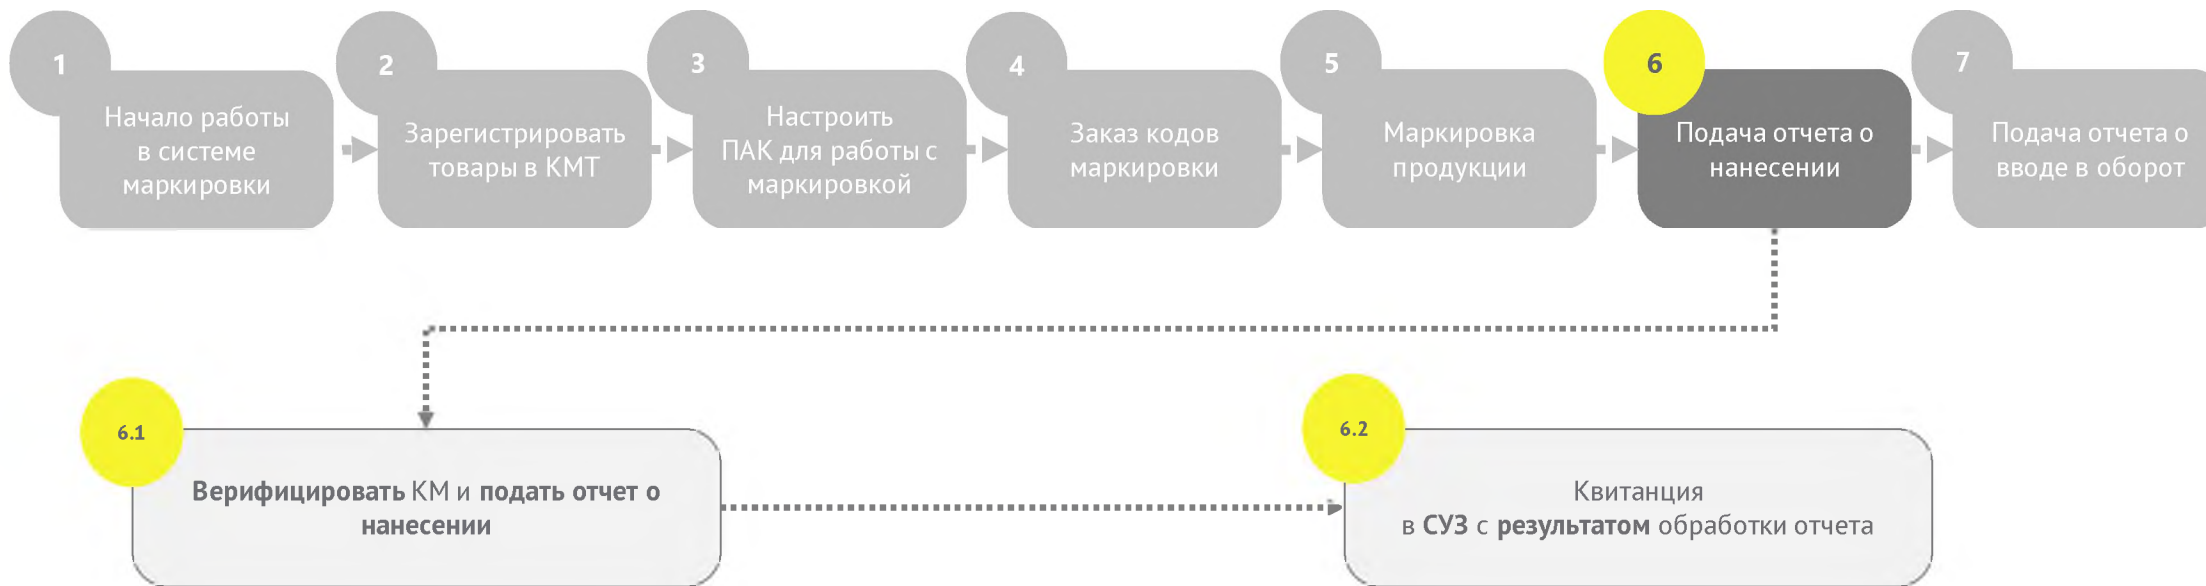 1
Начало работы
в системе
маркировки
2
Зарегистрировать
товары в КМТ
3
Настроить
ПАК для работы с
маркировкой
4
Заказ кодов
маркировки
5
Маркировка
продукции
6
Подача отчета о
нанесении
7
Подача отчета о
вводе в оборот
6.1
Верифицировать КМ и подать отчет о
нанесении
6.2
Квитанция
в СУЗ с результатом обработки отчета